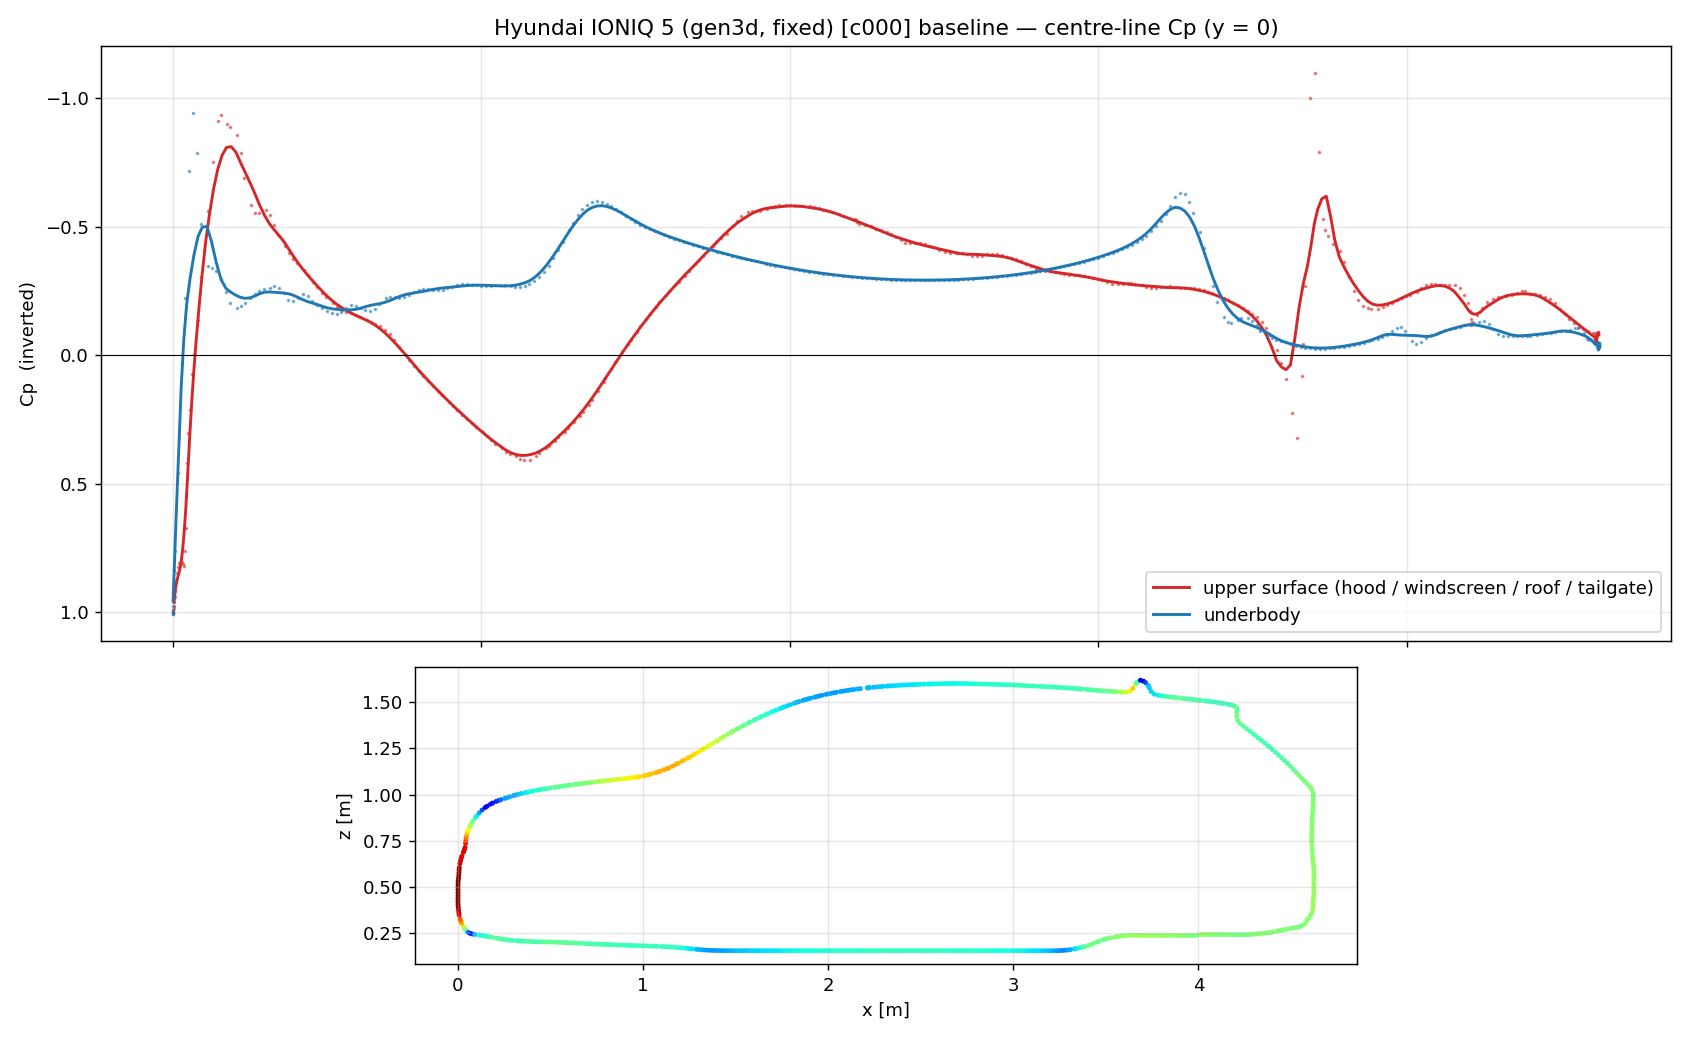 Hyundai IONIQ 5 (gen3d, fixed) [c000] baseline — centre-line Cp (y = 0)
−1.0
−0.5
0.0
0.5
1.0
Cp (inverted)
upper surface (hood / windscreen / roof / tailgate)
underbody
1.50
1.25
1.00
0.75
0.50
0.25
z [m]
0 1 2 3 4
x [m]